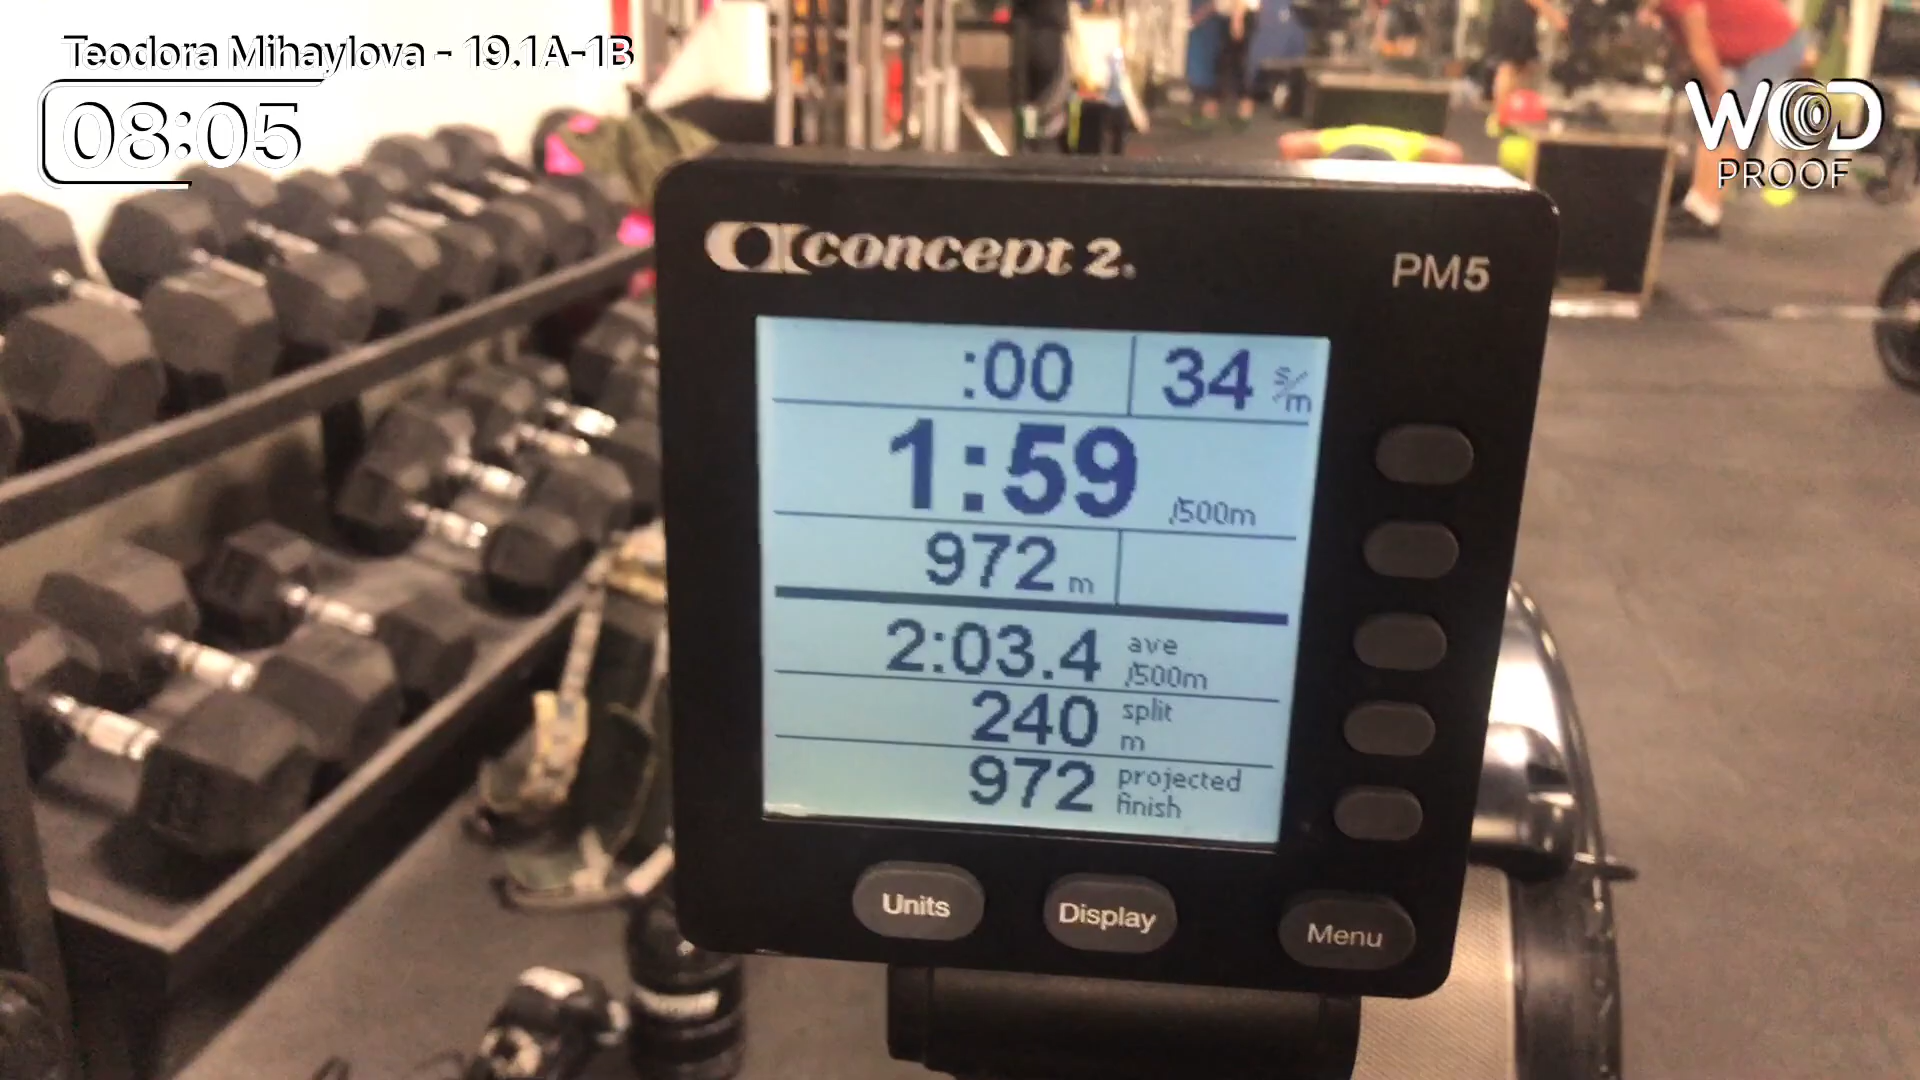 Teodora Mihaylova - 19.1A-1B
08:05
WOD
PROOF
concept 2.
PM5
:00
34 s/m
1:59 /500m
972 m
2:03.4 ave /500m
240 split m
972 projected finish
Units
Display
Menu